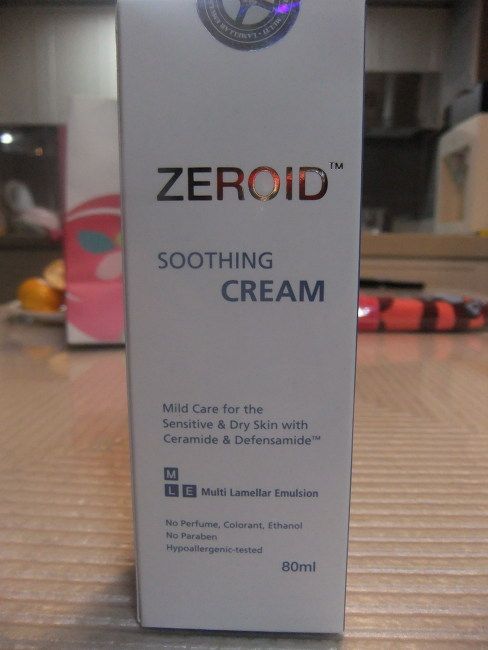 ZEROID™
SOOTHING
CREAM
Mild Care for the
Sensitive & Dry Skin with
Ceramide & Defensamide™
M
L E Multi Lamellar Emulsion
No Perfume, Colorant, Ethanol
No Paraben
Hypoallergenic-tested
80ml